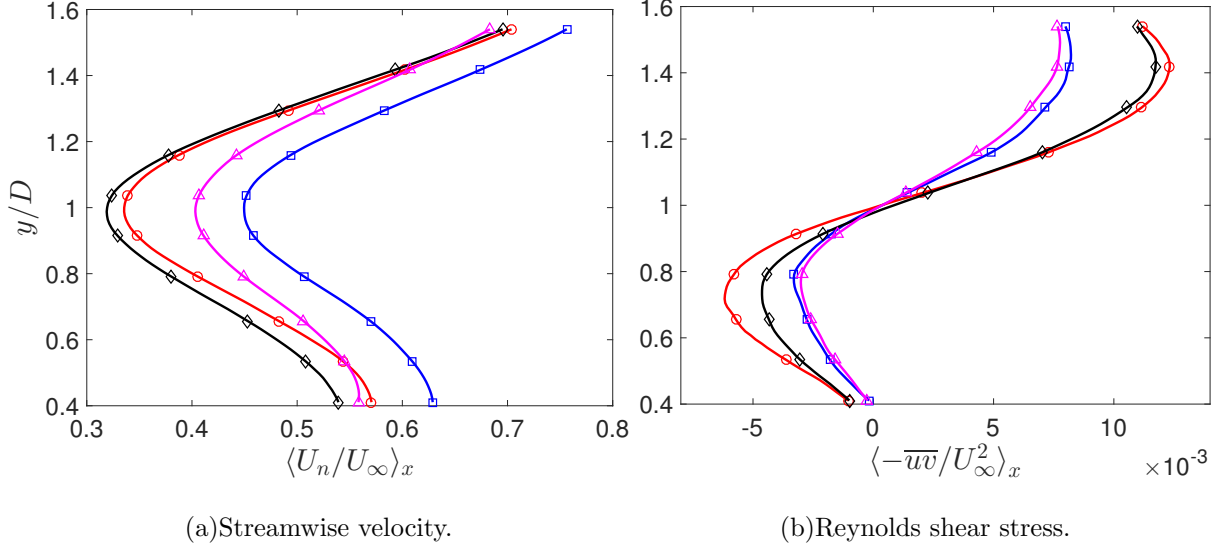 1.6
1.4
1.2
1
0.8
0.6
0.4
y/D
0.3 0.4 0.5 0.6 0.7 0.8
⟨U_n/U_∞⟩_x
(a)Streamwise velocity.
1.6
1.4
1.2
1
0.8
0.6
0.4
-5 0 5 10
⟨−\overline{uv}/U_∞^2⟩_x
×10^{-3}
(b)Reynolds shear stress.